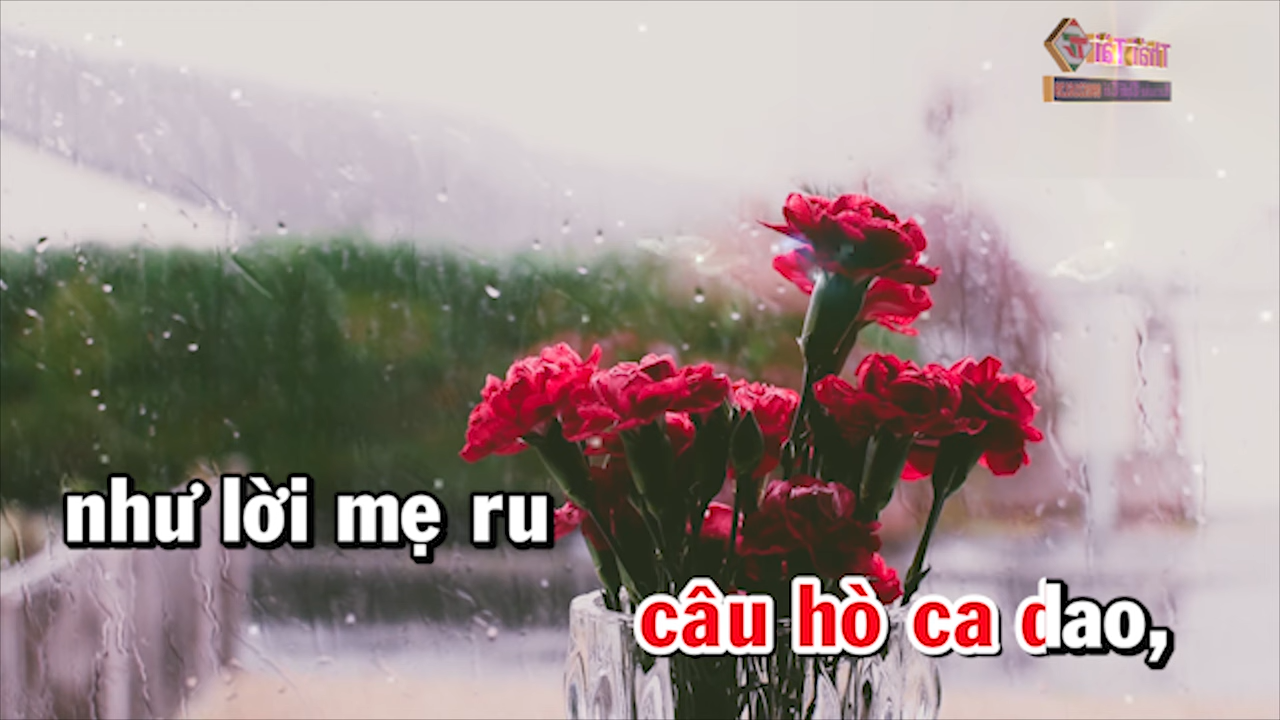 như lời mẹ ru
câu hò ca dao,